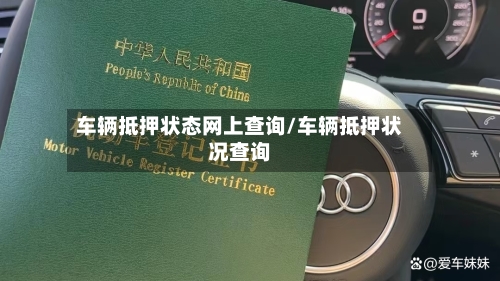 中华人民共和国
People's Republic of China
车辆抵押状态网上查询/车辆抵押状
况查询
Motor Vehicle Register Certificate
0
@爱车妹妹